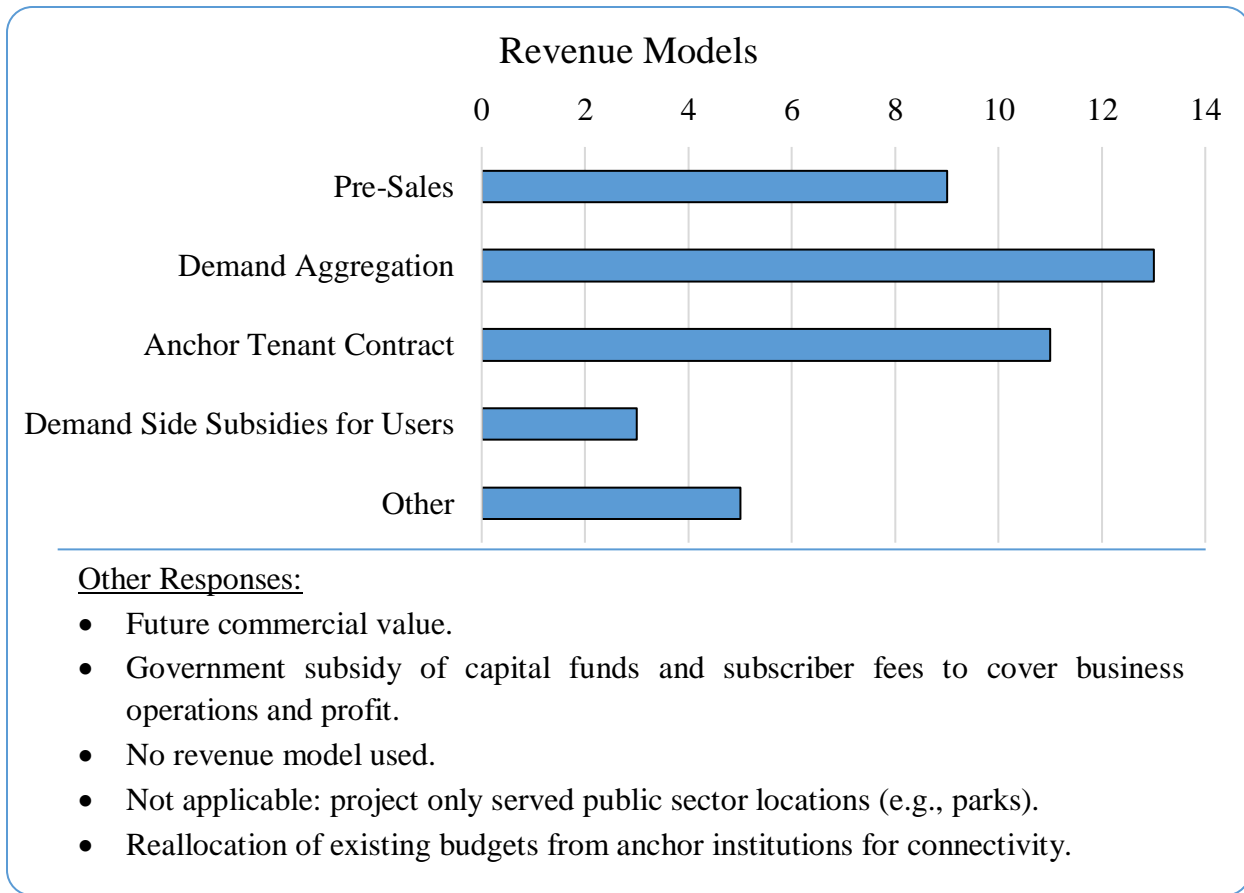 Revenue Models
0 2 4 6 8 10 12 14
Pre-Sales
Demand Aggregation
Anchor Tenant Contract
Demand Side Subsidies for Users
Other
Other Responses:
• Future commercial value.
• Government subsidy of capital funds and subscriber fees to cover business
operations and profit.
• No revenue model used.
• Not applicable: project only served public sector locations (e.g., parks).
• Reallocation of existing budgets from anchor institutions for connectivity.